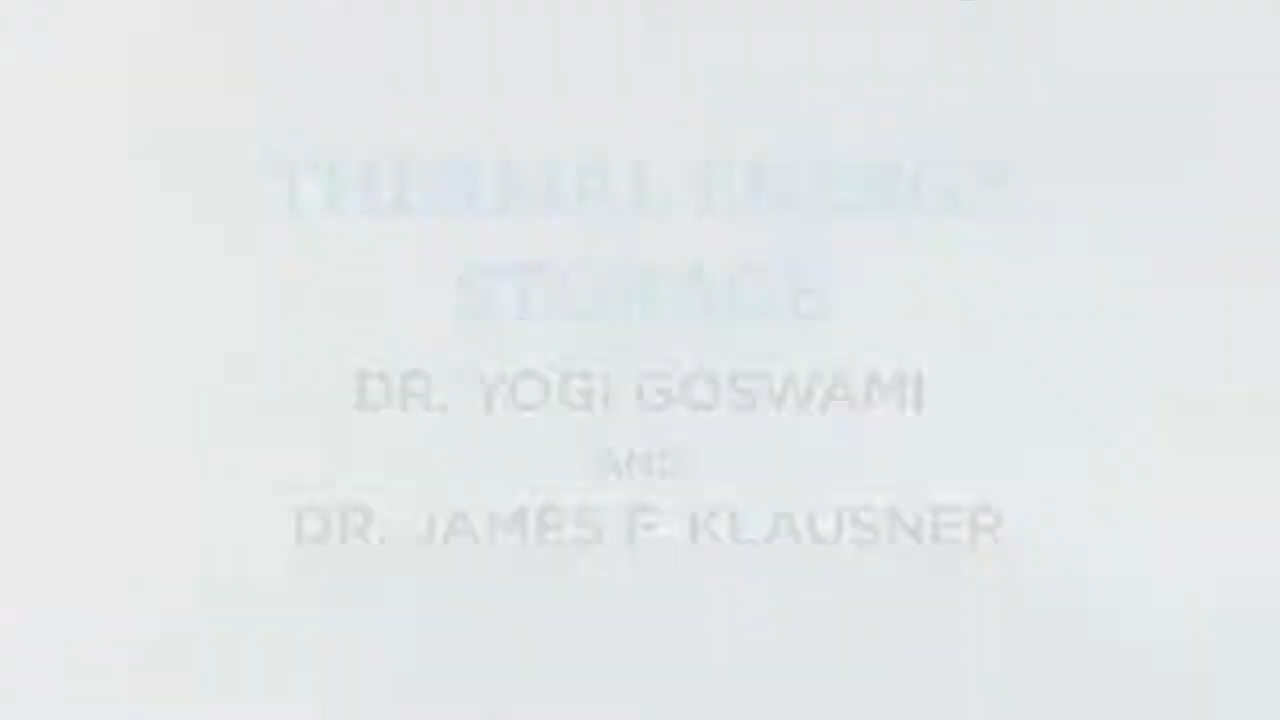 THERMAL ENERGY
STORAGE
DR. YOGI GOSWAMI
AND
DR. JAMES F KLAUSNER